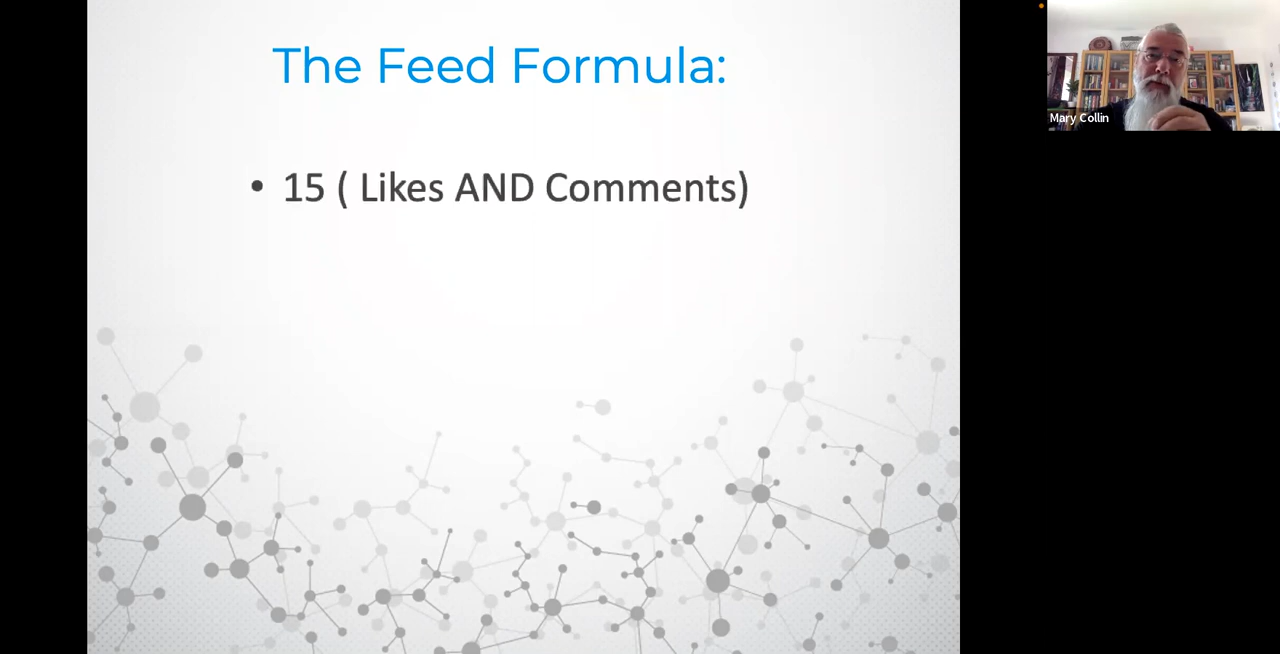 The Feed Formula:
• 15 ( Likes AND Comments)
Mary Collin